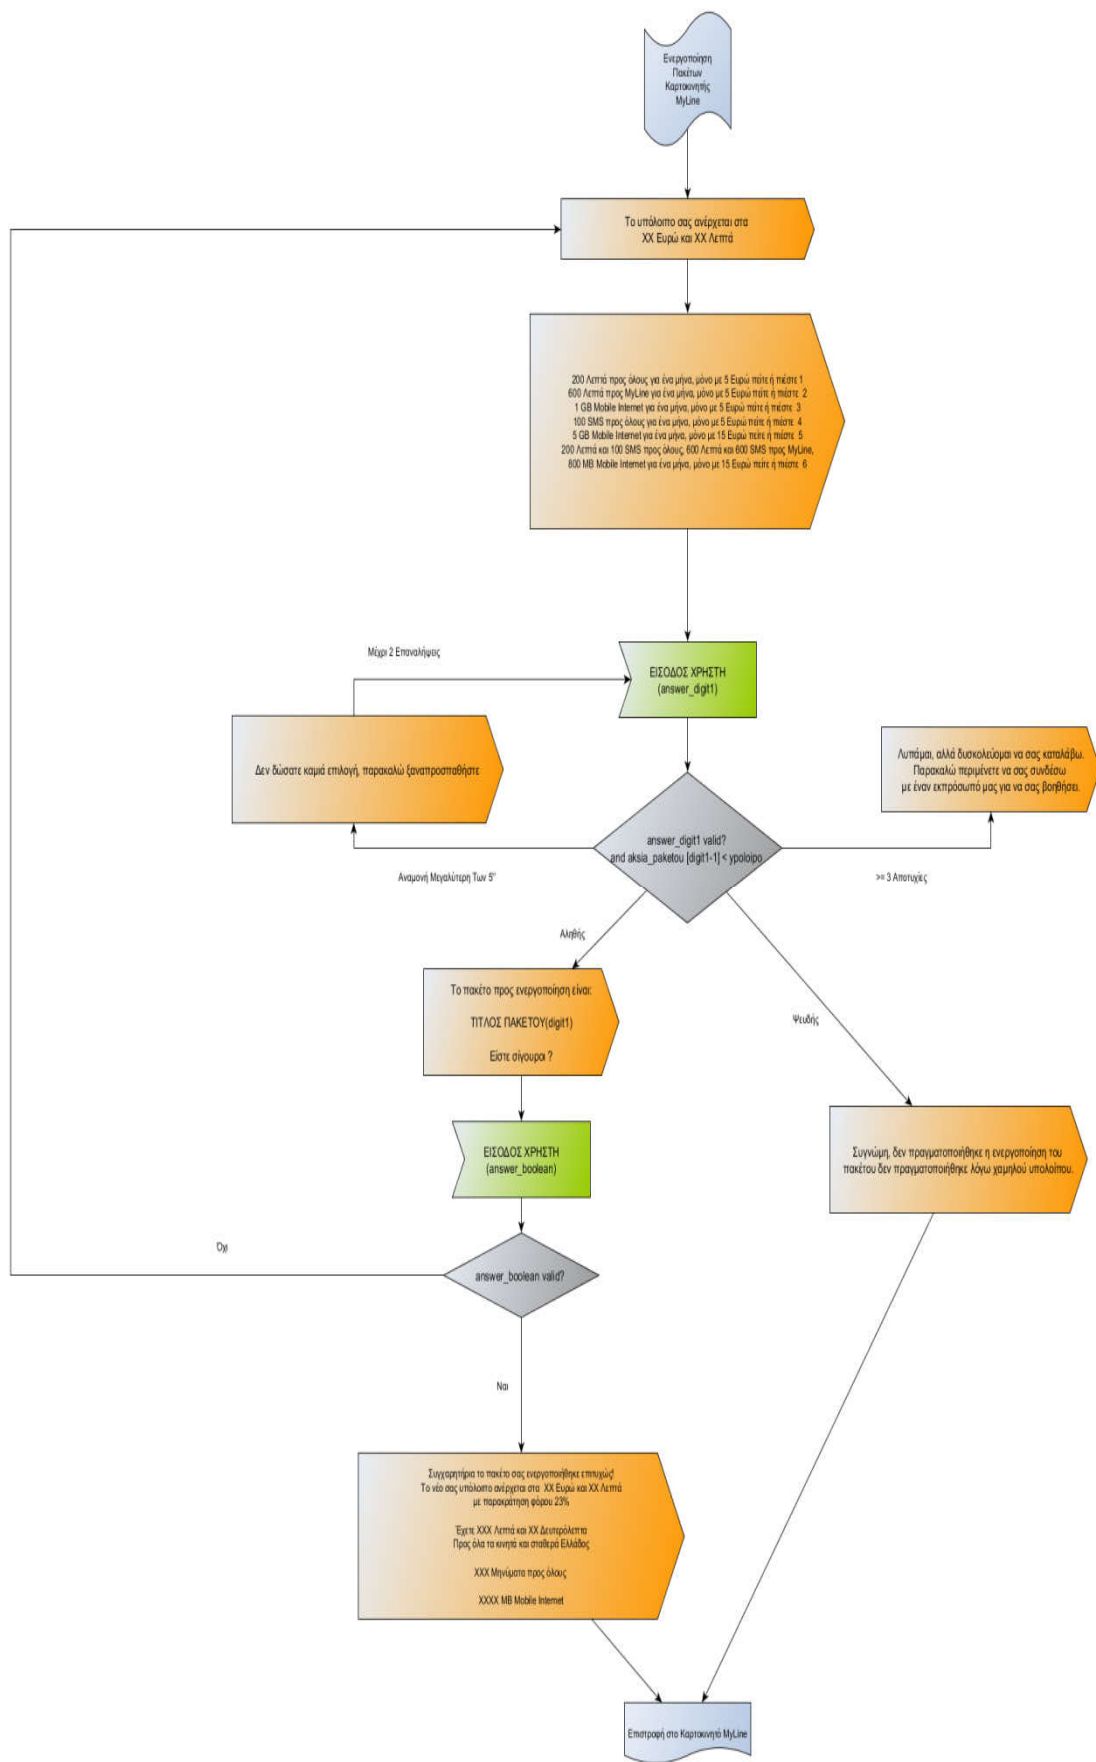 Ενεργοποίηση
Πακέτων
Καρτοκινητής
MyLine
Το υπόλοιπο σας ανέρχεται στα
XX Ευρώ και XX Λεπτά
200 Λεπτά προς όλους για ένα μήνα, μόνο με 5 Ευρώ πείτε ή πιέστε 1
600 Λεπτά προς MyLine για ένα μήνα, μόνο με 5 Ευρώ πείτε ή πιέστε 2
1 GB Mobile Internet για ένα μήνα, μόνο με 5 Ευρώ πείτε ή πιέστε 3
100 SMS προς όλους για ένα μήνα, μόνο με 5 Ευρώ πείτε ή πιέστε 4
5 GB Mobile Internet για ένα μήνα, μόνο με 15 Ευρώ πείτε ή πιέστε 5
200 Λεπτά και 100 SMS προς όλους, 600 Λεπτά και 600 SMS προς MyLine,
800 MB Mobile Internet για ένα μήνα, μόνο με 15 Ευρώ πείτε ή πιέστε 6
Μέχρι 2 Επαναλήψεις
ΕΙΣΟΔΟΣ ΧΡΗΣΤΗ
(answer_digit1)
Δεν δώσατε καμιά επιλογή, παρακαλώ ξαναπροσπαθήστε
Λυπάμαι, αλλά δυσκολεύομαι να σας καταλάβω.
Παρακαλώ περιμένετε να σας συνδέσω
με έναν εκπρόσωπό μας για να σας βοηθήσει.
answer_digit1 valid?
and aksia_paketou [digit1-1] < ypoloipo
Αναμονή Μεγαλύτερη Των 5''
>= 3 Αποτυχίες
Αληθής
Το πακέτο προς ενεργοποίηση είναι:
ΤΙΤΛΟΣ ΠΑΚΕΤΟΥ(digit1)
Είστε σίγουροι ?
Ψευδής
ΕΙΣΟΔΟΣ ΧΡΗΣΤΗ
(answer_boolean)
Συγνώμη, δεν πραγματοποιήθηκε η ενεργοποίηση του
πακέτου δεν πραγματοποιήθηκε λόγω χαμηλού υπολοίπου.
Όχι
answer_boolean valid?
Ναι
Συγχαρητήρια το πακέτο σας ενεργοποιήθηκε επιτυχώς!
Το νέο σας υπόλοιπο ανέρχεται στα XX Ευρώ και XX Λεπτά
με παρακράτηση φόρου 23%
Έχετε XXX Λεπτά και XX Δευτερόλεπτα
Προς όλα τα κινητά και σταθερά Ελλάδος
XXX Μηνύματα προς όλους
XXXX MB Mobile Internet
Επιστροφή στο Καρτοκινητό MyLine